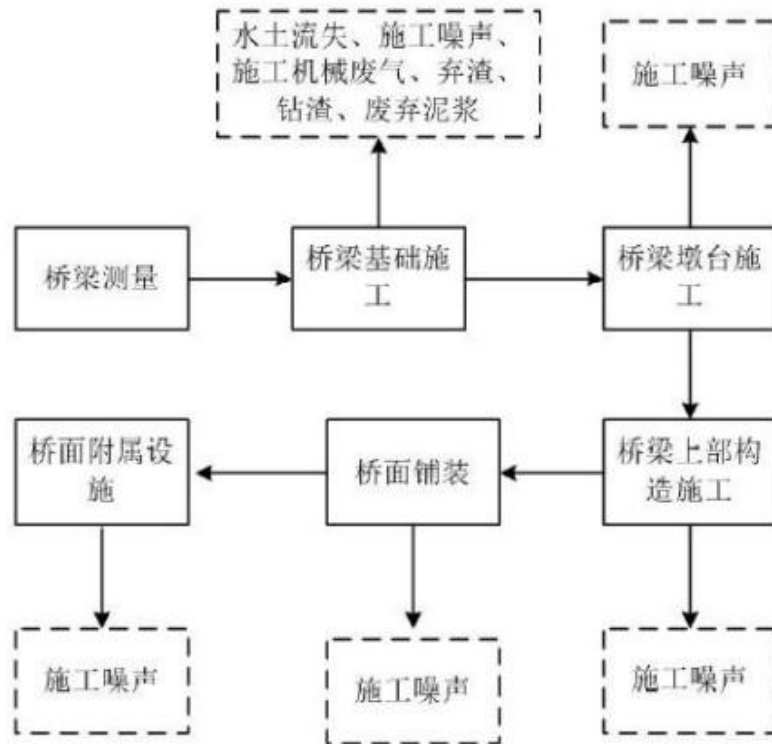 水土流失、施工噪声、
施工机械废气、弃渣、
钻渣、废弃泥浆
施工噪声
桥梁测量
桥梁基础施
工
桥梁墩台施
工
桥面附属设
施
桥面铺装
桥梁上部构
造施工
施工噪声
施工噪声
施工噪声